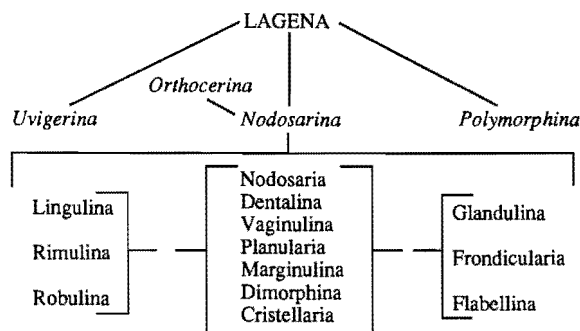 LAGENA
Orthocerina
Uvigerina Nodosarina Polymorphina
Lingulina
Rimulina
Robulina
Nodosaria
Dentalina
Vaginulina
Planularia
Marginulina
Dimorphina
Cristellaria
Glandulina
Frondicularia
Flabellina